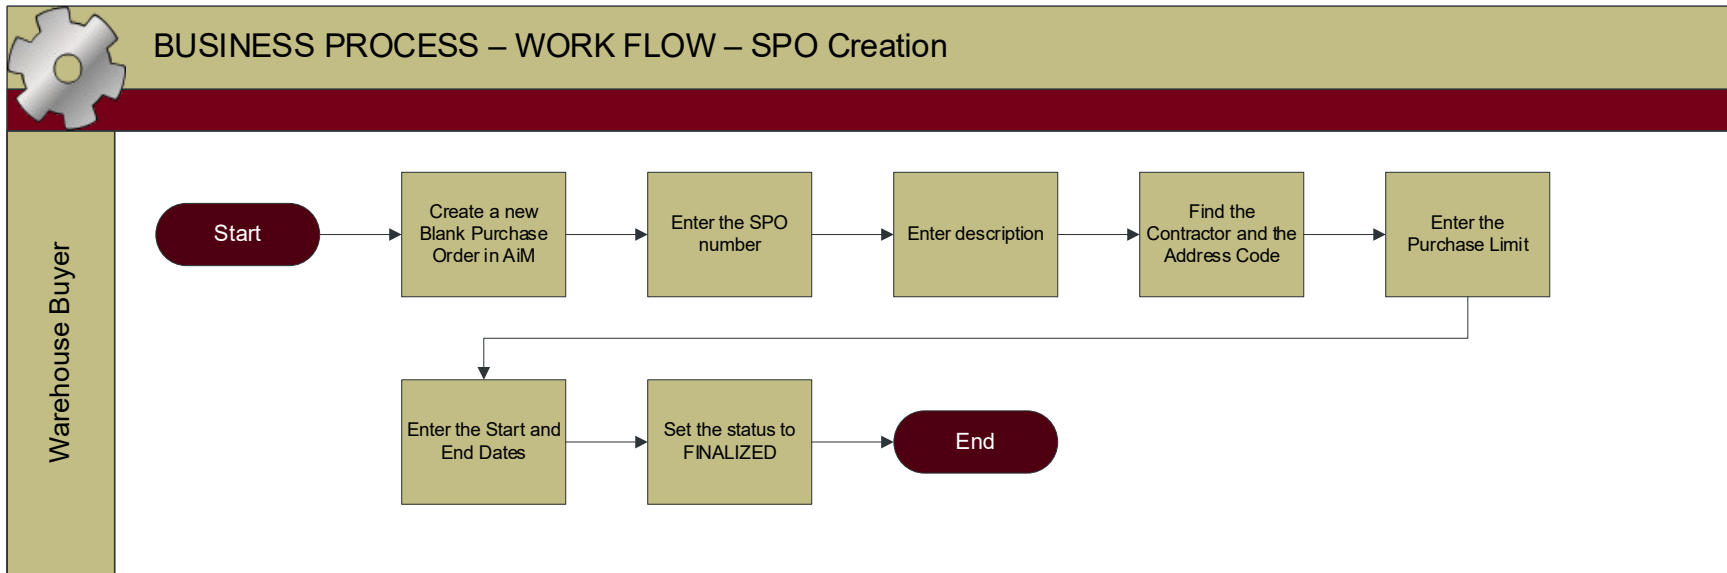 BUSINESS PROCESS – WORK FLOW – SPO Creation
Warehouse Buyer
Start
Create a new
Blank Purchase
Order in AiM
Enter the SPO
number
Enter description
Find the
Contractor and the
Address Code
Enter the
Purchase Limit
Enter the Start and
End Dates
Set the status to
FINALIZED
End